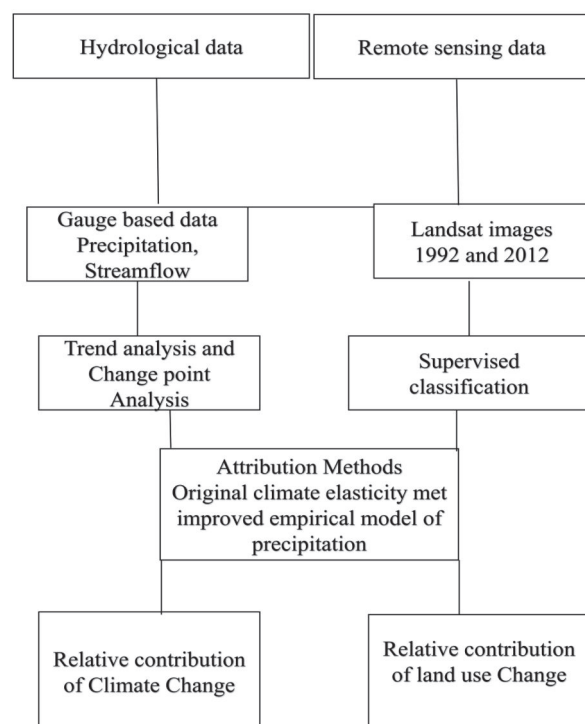 Hydrological data
Remote sensing data
Gauge based data
Precipitation,
Streamflow
Landsat images
1992 and 2012
Trend analysis and
Change point
Analysis
Supervised
classification
Attribution Methods
Original climate elasticity met
improved empirical model of
precipitation
Relative contribution
of Climate Change
Relative contribution
of land use Change